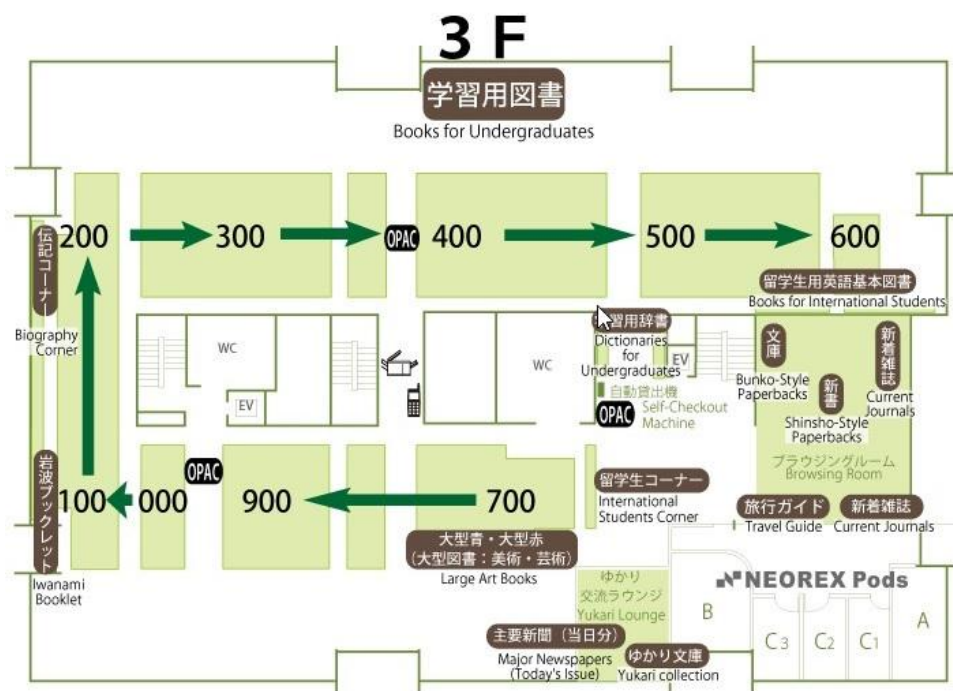 3 F
学習用図書
Books for Undergraduates
200
300
OPAC
400
500
600
伝記コーナー
Biography
Corner
留学生用英語基本図書
Books for International Students
WC
EV
WC
習用辞書
Dictionaries
for
Undergraduates
EV
自動貸出機
Self-Checkout
Machine
OPAC
文庫
Bunko-Style
Paperbacks
新書
Shinsho-Style
Paperbacks
新着雑誌
Current
Journals
ブラウジングルーム
Browsing Room
岩波ブックレット
Iwanami
Booklet
100
000
OPAC
900
700
大型青・大型赤
(大型図書:美術・芸術)
Large Art Books
留学生コーナー
International
Students Corner
旅行ガイド
Travel Guide
新着雑誌
Current Journals
ゆかり
交流ラウンジ
Yukari Lounge
主要新聞(当日分)
Major Newspapers
(Today's Issue)
ゆかり文庫
Yukari collection
NEOREX Pods
B
C3
C2
C1
A